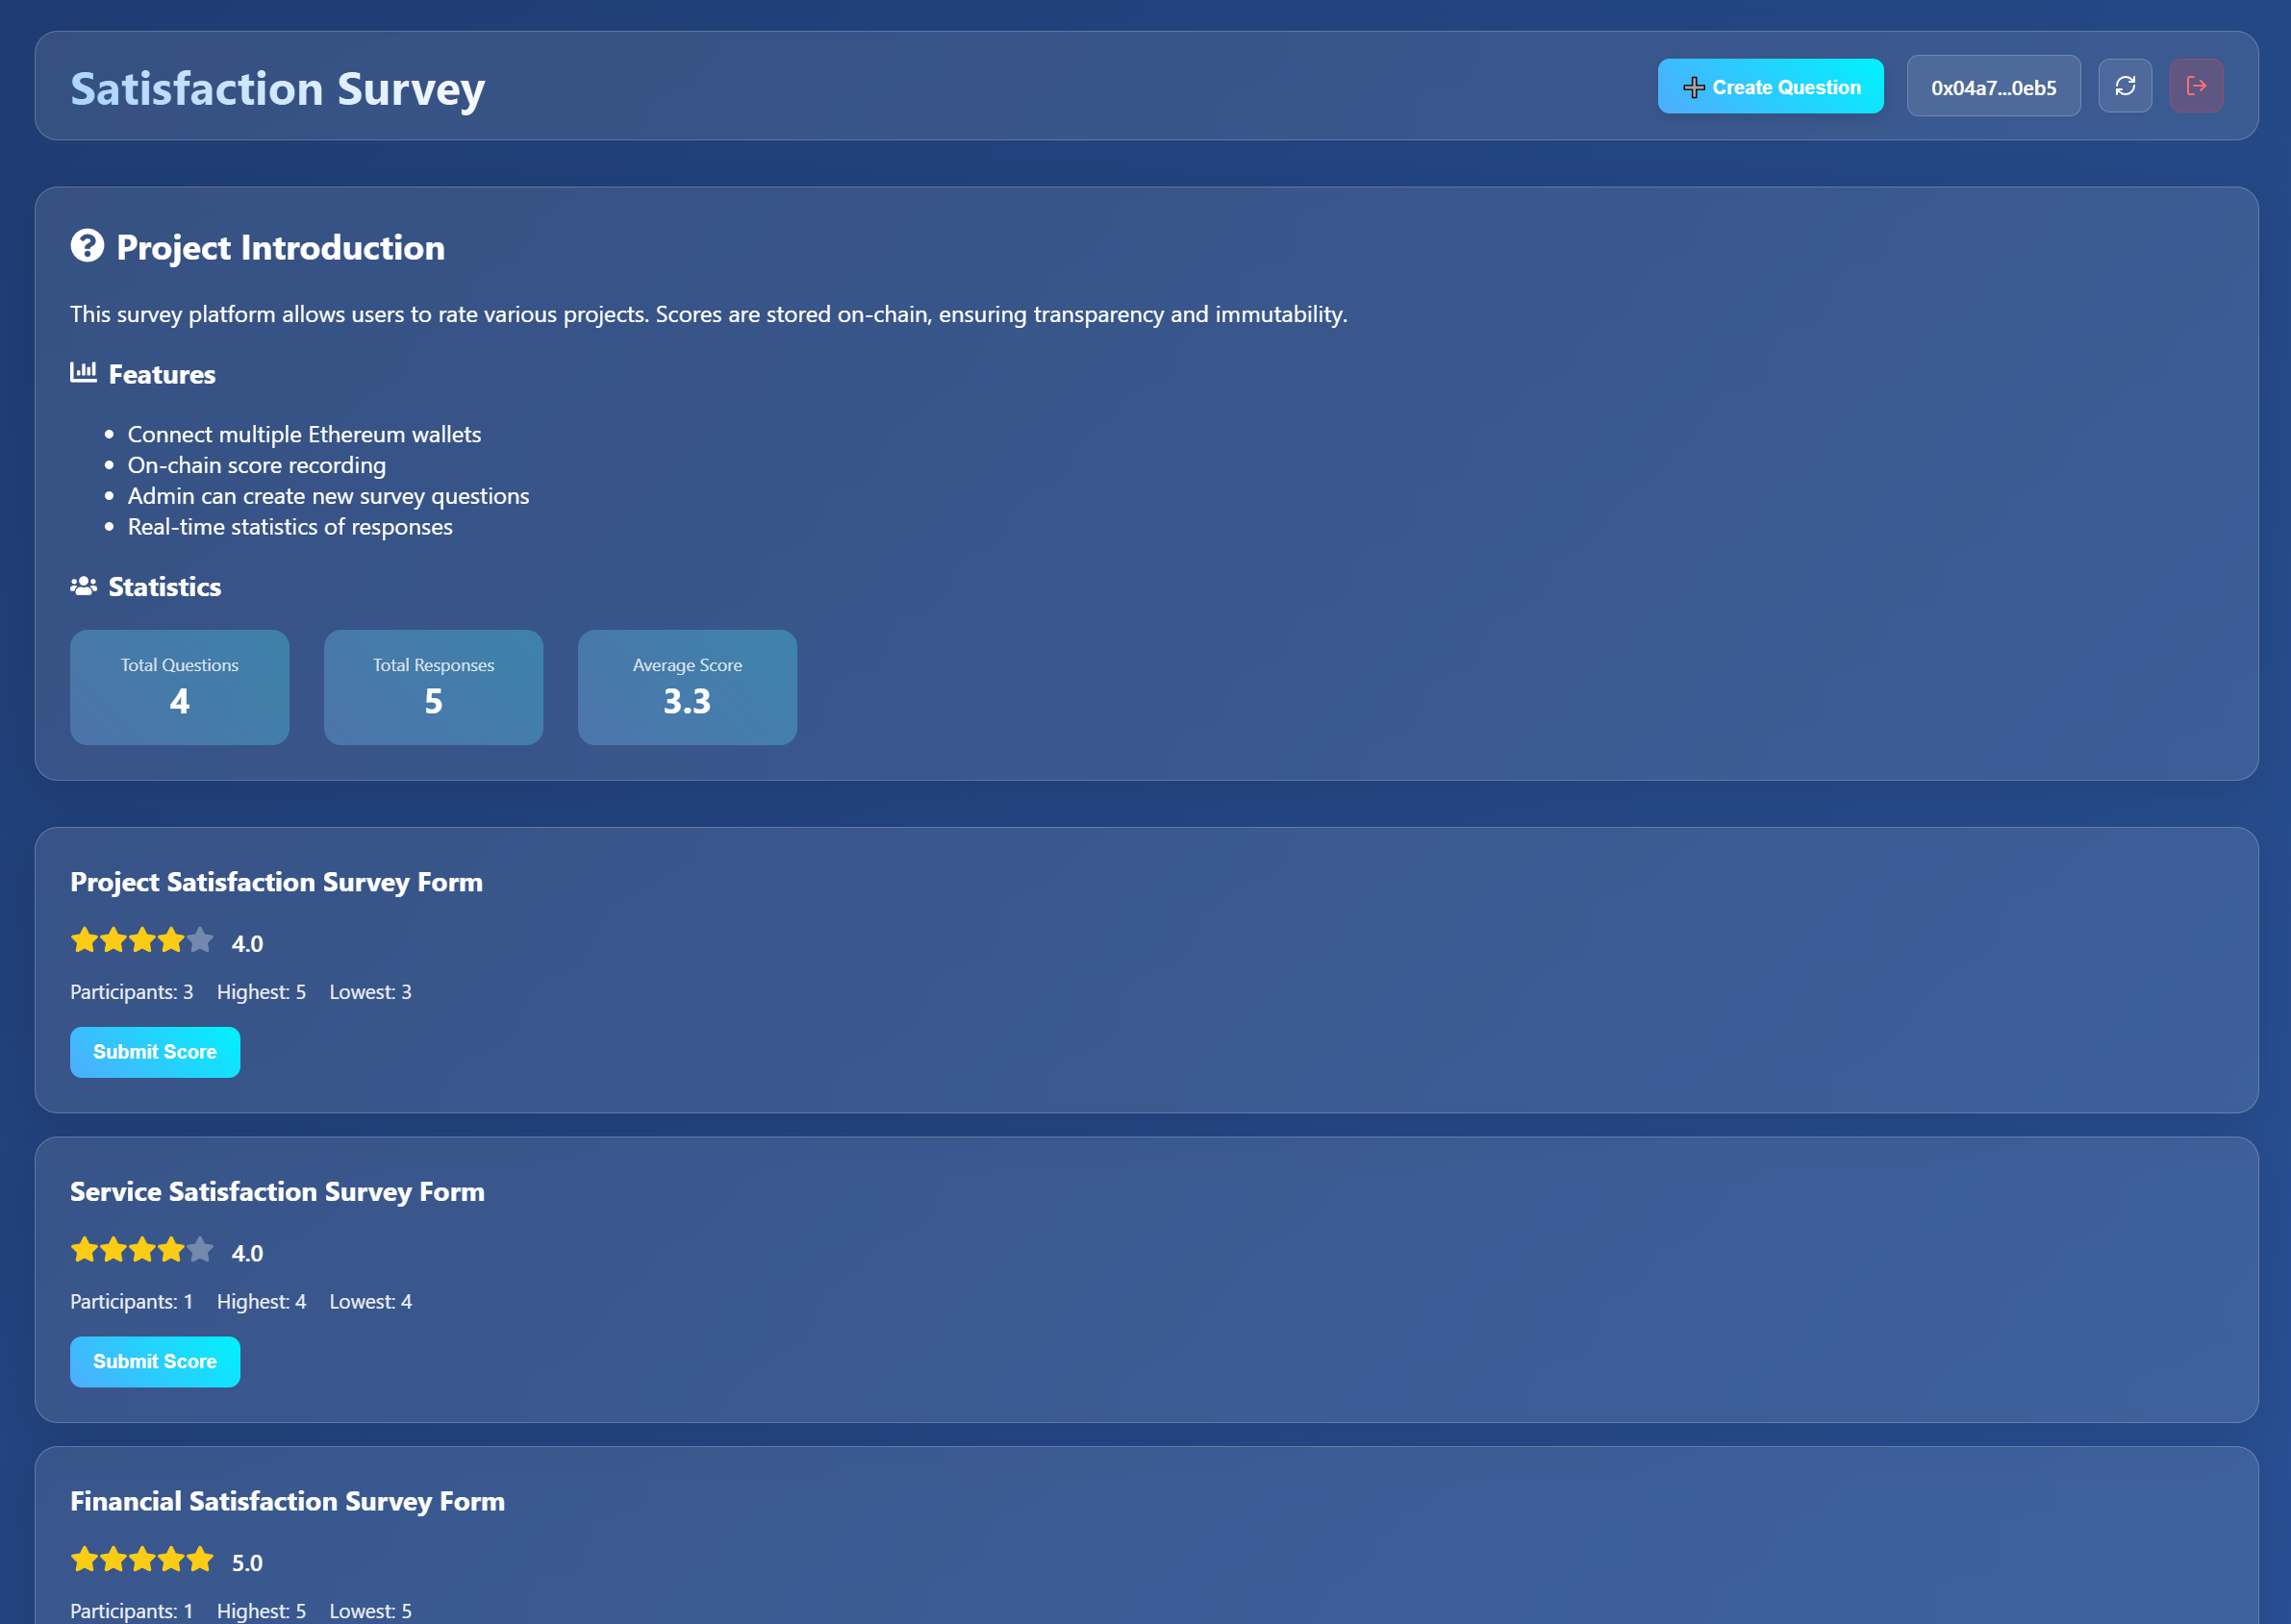 Satisfaction Survey
Create Question
0x04a7...0eb5
Project Introduction
This survey platform allows users to rate various projects. Scores are stored on-chain, ensuring transparency and immutability.
Features
Connect multiple Ethereum wallets
On-chain score recording
Admin can create new survey questions
Real-time statistics of responses
Statistics
Total Questions
4
Total Responses
5
Average Score
3.3
Project Satisfaction Survey Form
4.0
Participants: 3 Highest: 5 Lowest: 3
Submit Score
Service Satisfaction Survey Form
4.0
Participants: 1 Highest: 4 Lowest: 4
Submit Score
Financial Satisfaction Survey Form
5.0
Participants: 1 Highest: 5 Lowest: 5